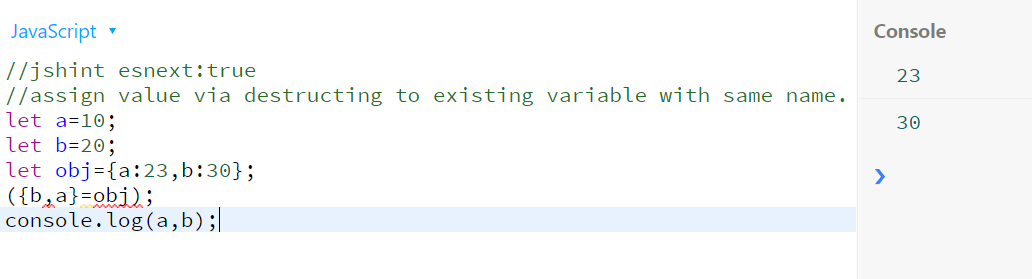 JavaScript ▾
Console
//jshint esnext:true
//assign value via destructing to existing variable with same name.
let a=10;
let b=20;
let obj={a:23,b:30};
({b,a}=obj);
console.log(a,b);
23
30
❯